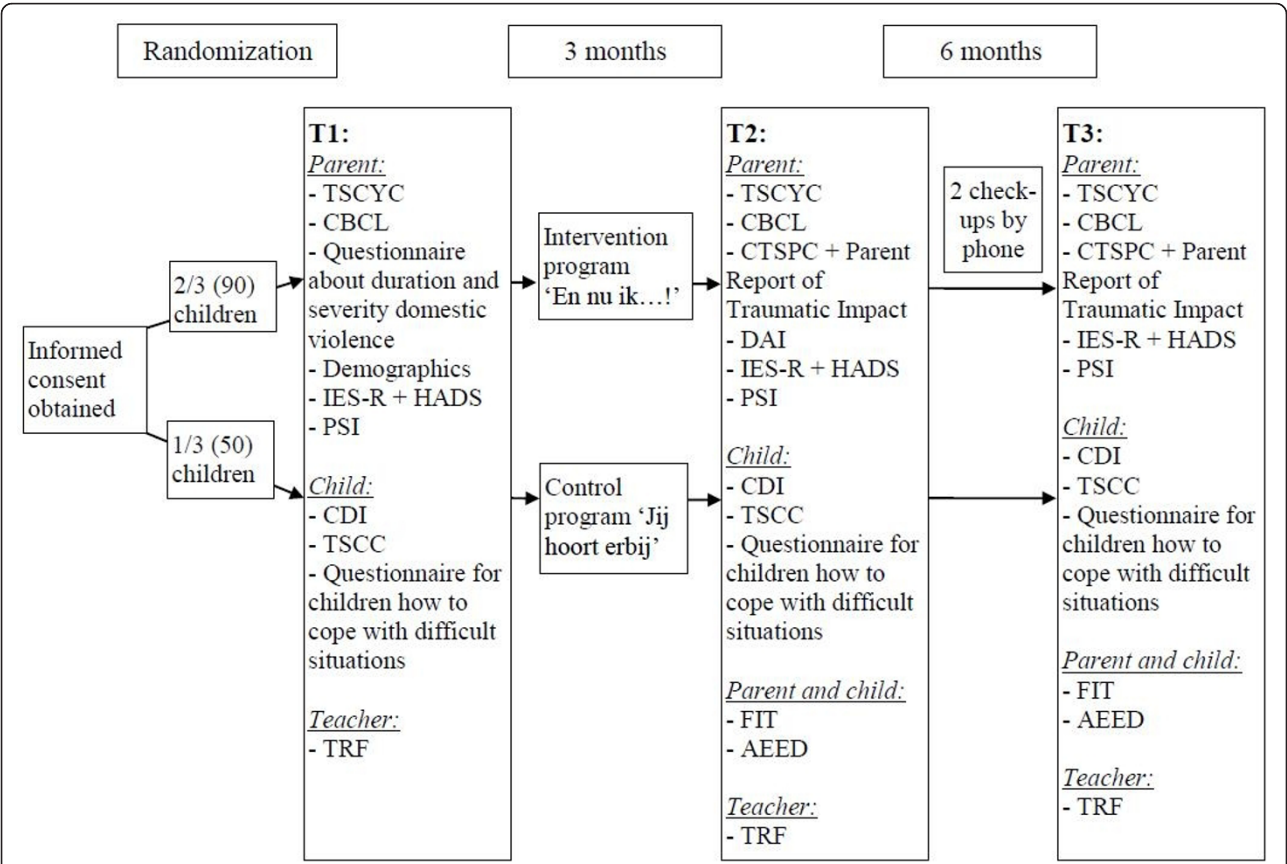 Randomization
3 months
6 months
Informed
consent
obtained
2/3 (90)
children
1/3 (50)
children
T1:
Parent:
- TSCYC
- CBCL
- Questionnaire
about duration and
severity domestic
violence
- Demographics
- IES-R + HADS
- PSI
Child:
- CDI
- TSCC
- Questionnaire for
children how to
cope with difficult
situations
Teacher:
- TRF
Intervention
program
‘En nu ik…!’
Control
program ‘Jij
hoort erbij’
T2:
Parent:
- TSCYC
- CBCL
- CTSPC + Parent
Report of
Traumatic Impact
- DAI
- IES-R + HADS
- PSI
Child:
- CDI
- TSCC
- Questionnaire for
children how to
cope with difficult
situations
Parent and child:
- FIT
- AEED
Teacher:
- TRF
2 check-
ups by
phone
T3:
Parent:
- TSCYC
- CBCL
- CTSPC + Parent
Report of
Traumatic Impact
- IES-R + HADS
- PSI
Child:
- CDI
- TSCC
- Questionnaire for
children how to
cope with difficult
situations
Parent and child:
- FIT
- AEED
Teacher:
- TRF